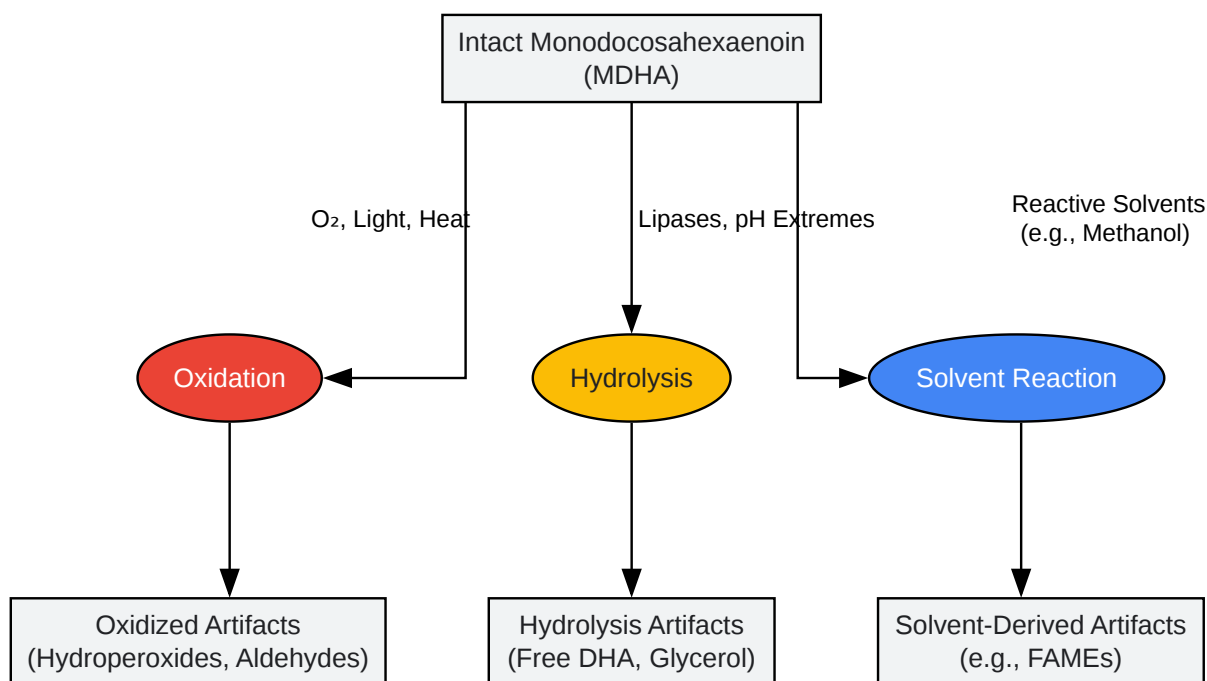 Intact Monodocosahexaenoin
(MDHA)
O₂, Light, Heat
Lipases, pH Extremes
Reactive Solvents
(e.g., Methanol)
Oxidation
Hydrolysis
Solvent Reaction
Oxidized Artifacts
(Hydroperoxides, Aldehydes)
Hydrolysis Artifacts
(Free DHA, Glycerol)
Solvent-Derived Artifacts
(e.g., FAMEs)